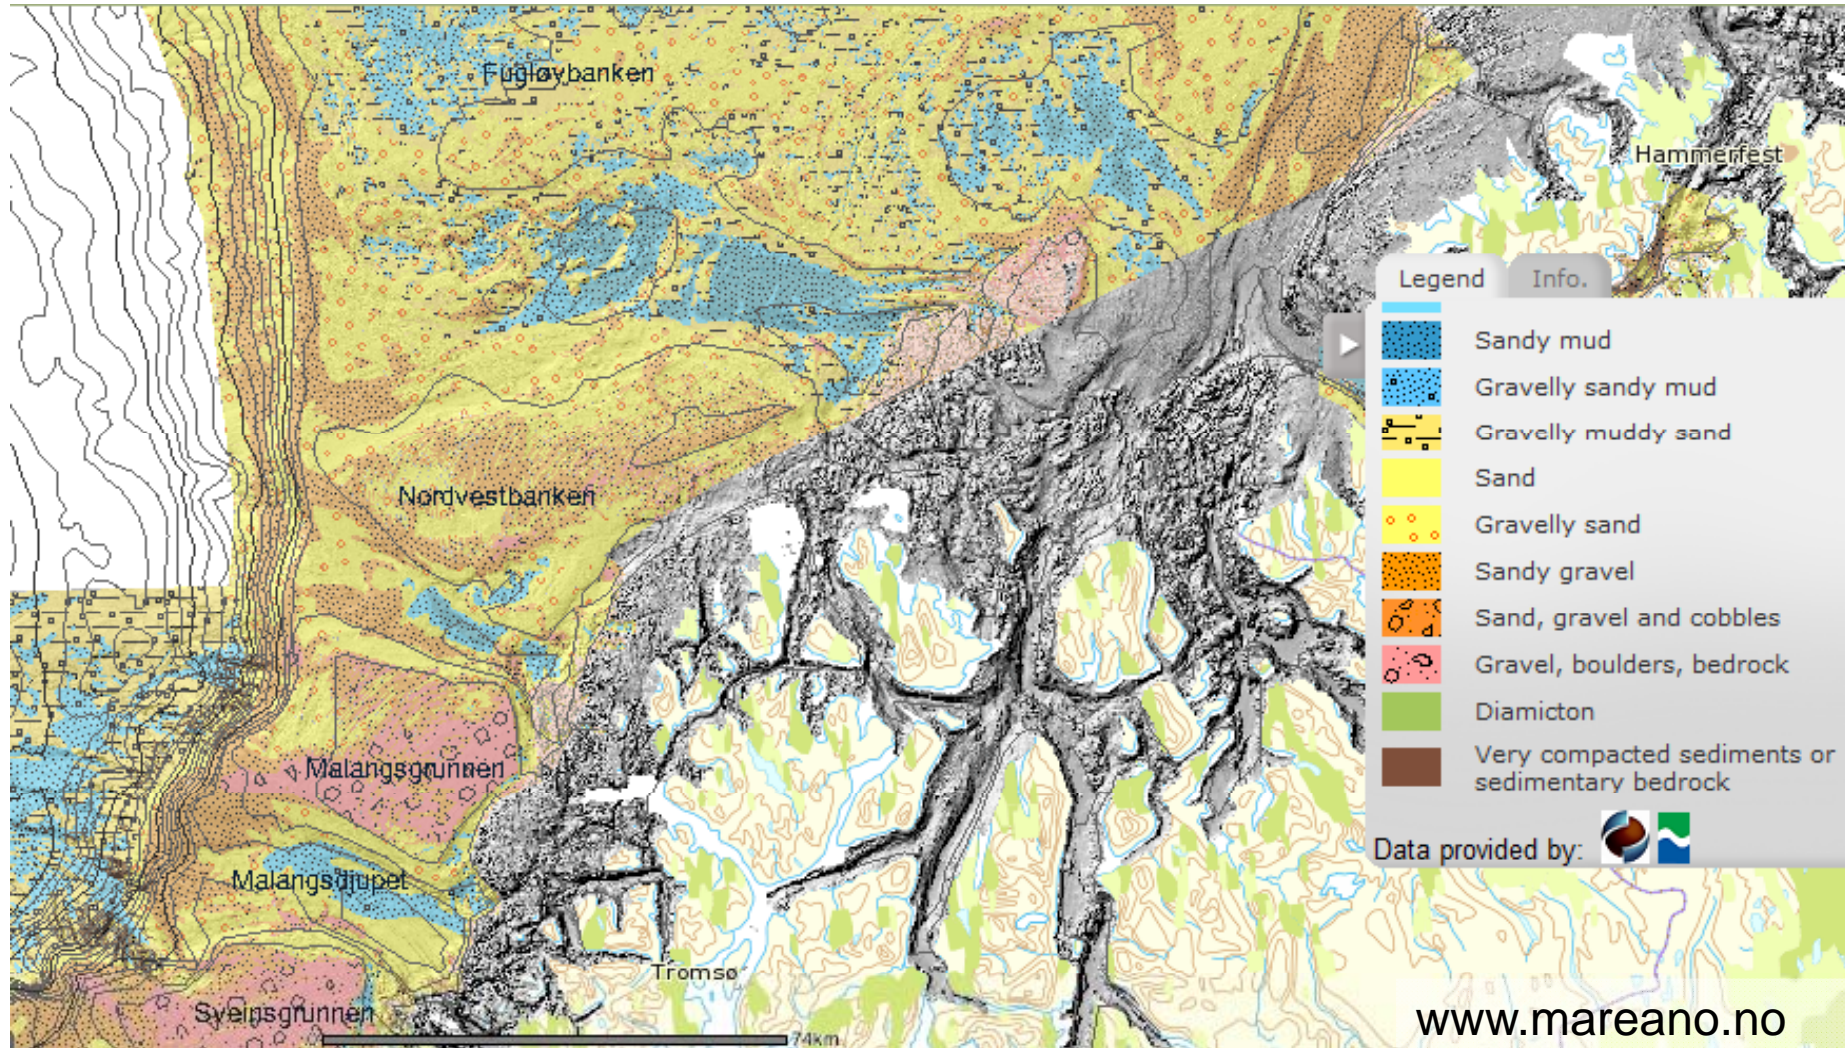 Fugløybanken
Hammerfest
Legend
Info.
Sandy mud
Gravelly sandy mud
Gravelly muddy sand
Sand
Gravelly sand
Sandy gravel
Sand, gravel and cobbles
Gravel, boulders, bedrock
Diamicton
Very compacted sediments or
sedimentary bedrock
Data provided by:
Nordvestbanken
Malangsgrunnen
Malangsdjupet
Tromsø
Sveinsgrunnen
74km
www.mareano.no